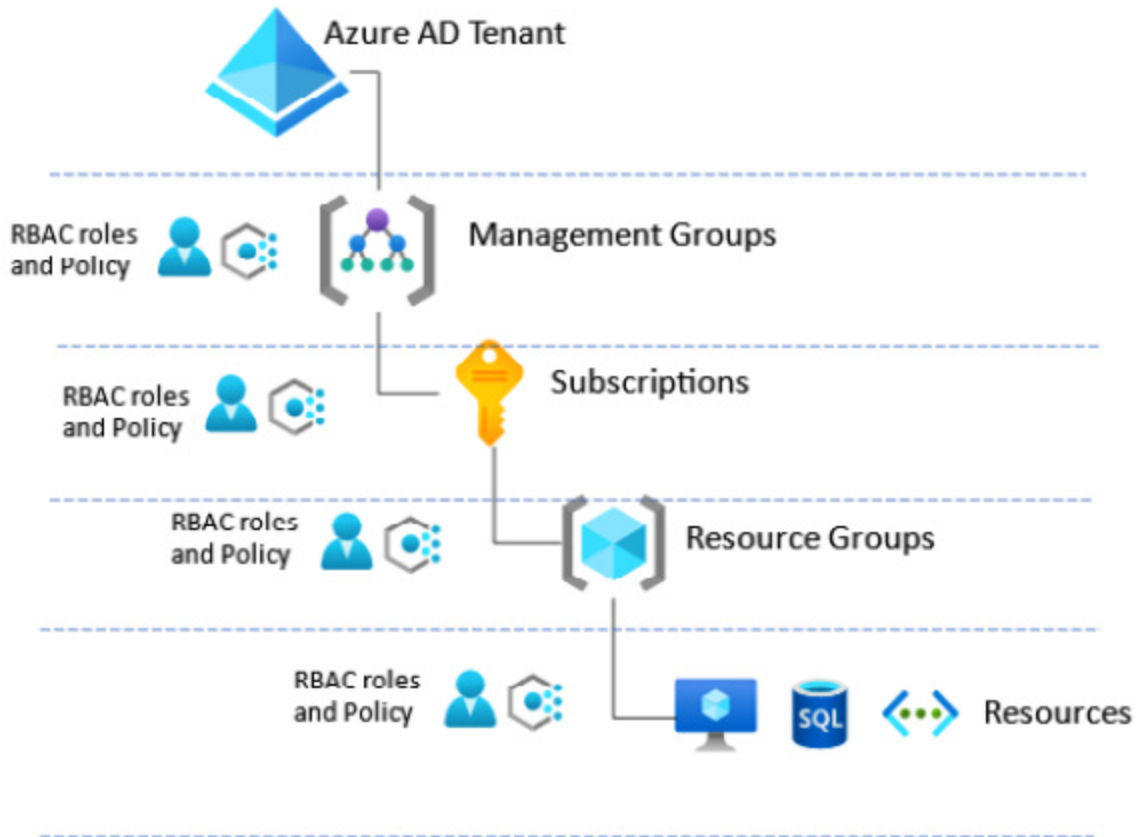 Azure AD Tenant
RBAC roles
and Policy
Management Groups
RBAC roles
and Policy
Subscriptions
RBAC roles
and Policy
Resource Groups
RBAC roles
and Policy
SQL
Resources